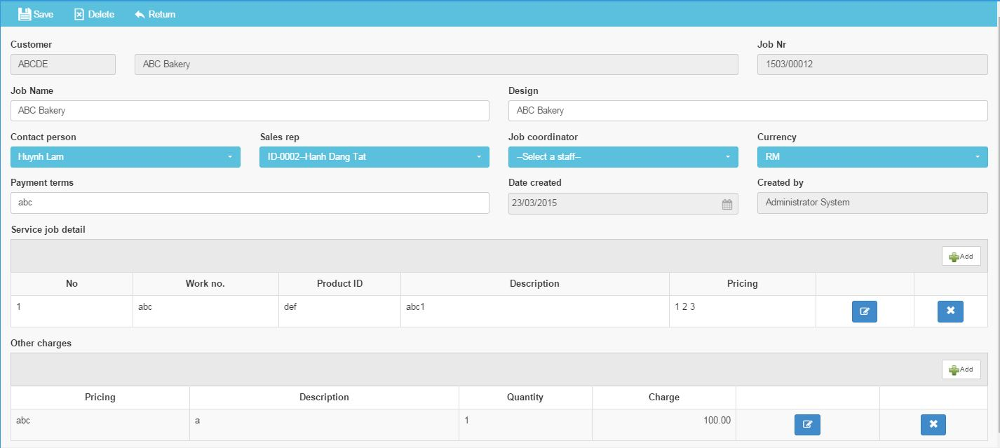 Save Delete Return
Customer Job Nr
ABCDE ABC Bakery 1503/00012
Job Name Design
ABC Bakery ABC Bakery
Contact person Sales rep Job coordinator Currency
Huynh Lam ID-0002--Hanh Dang Tat --Select a staff-- RM
Payment terms Date created Created by
abc 23/03/2015 Administrator System
Service job detail
Add
No Work no. Product ID Description Pricing
1 abc def abc1 1 2 3
Other charges
Add
Pricing Description Quantity Charge
abc a 1 100.00